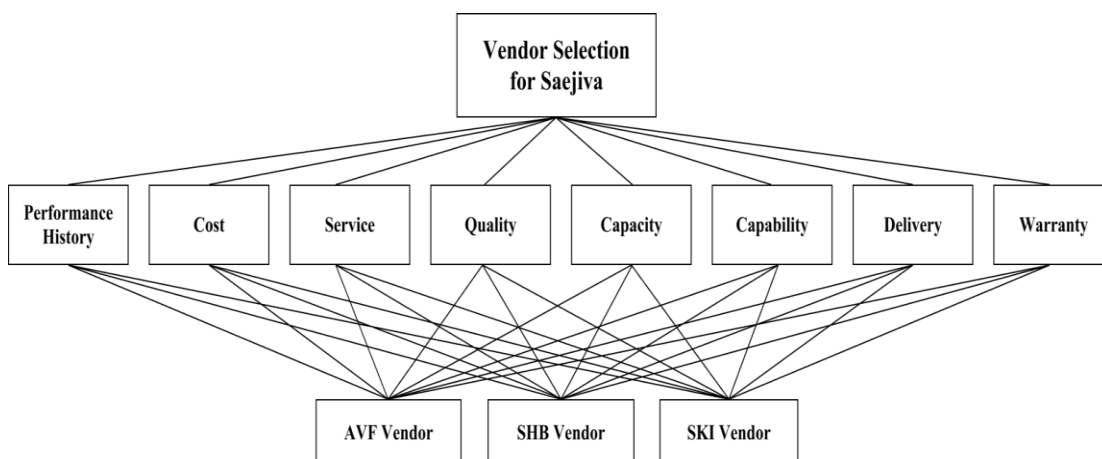 Vendor Selection
for Saejiva
Performance
History
Cost
Service
Quality
Capacity
Capability
Delivery
Warranty
AVF Vendor
SHB Vendor
SKI Vendor